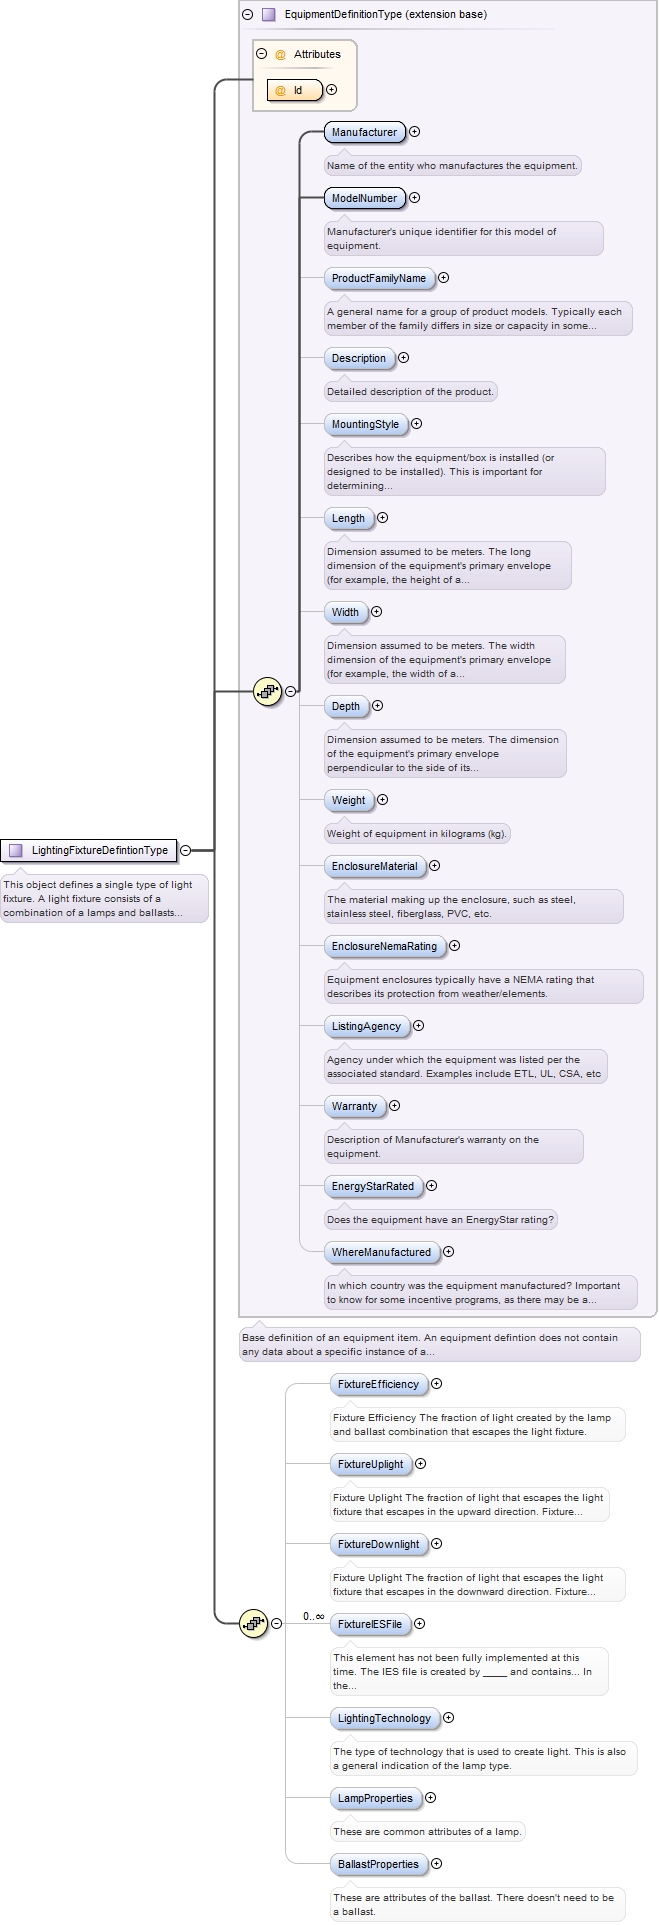 EquipmentDefinitionType (extension base)
@ Attributes
@ Id
Manufacturer
Name of the entity who manufactures the equipment.
ModelNumber
Manufacturer's unique identifier for this model of
equipment.
ProductFamilyName
A general name for a group of product models. Typically each
member of the family differs in size or capacity in some...
Description
Detailed description of the product.
MountingStyle
Describes how the equipment/box is installed (or
designed to be installed). This is important for
determining...
Length
Dimension assumed to be meters. The long
dimension of the equipment's primary envelope
(for example, the height of a...
Width
Dimension assumed to be meters. The width
dimension of the equipment's primary envelope
(for example, the width of a...
Depth
Dimension assumed to be meters. The dimension
of the equipment's primary envelope
perpendicular to the side of its...
Weight
Weight of equipment in kilograms (kg).
LightingFixtureDefintionType
This object defines a single type of light
fixture. A light fixture consists of a
combination of a lamps and ballasts...
EnclosureMaterial
The material making up the enclosure, such as steel,
stainless steel, fiberglass, PVC, etc.
EnclosureNemaRating
Equipment enclosures typically have a NEMA rating that
describes its protection from weather/elements.
ListingAgency
Agency under which the equipment was listed per the
associated standard. Examples include ETL, UL, CSA, etc
Warranty
Description of Manufacturer's warranty on the
equipment.
EnergyStarRated
Does the equipment have an EnergyStar rating?
WhereManufactured
In which country was the equipment manufactured? Important
to know for some incentive programs, as there may be a...
Base definition of an equipment item. An equipment defintion does not contain
any data about a specific instance of a...
FixtureEfficiency
Fixture Efficiency The fraction of light created by the lamp
and ballast combination that escapes the light fixture.
FixtureUplight
Fixture Uplight The fraction of light that escapes the light
fixture that escapes in the upward direction. Fixture...
FixtureDownlight
Fixture Uplight The fraction of light that escapes the light
fixture that escapes in the downward direction. Fixture...
0..∞
FixtureIESFile
This element has not been fully implemented at this
time. The IES file is created by _____ and contains... In
the...
LightingTechnology
The type of technology that is used to create light. This is also
a general indication of the lamp type.
LampProperties
These are common attributes of a lamp.
BallastProperties
These are attributes of the ballast. There doesn't need to be
a ballast.